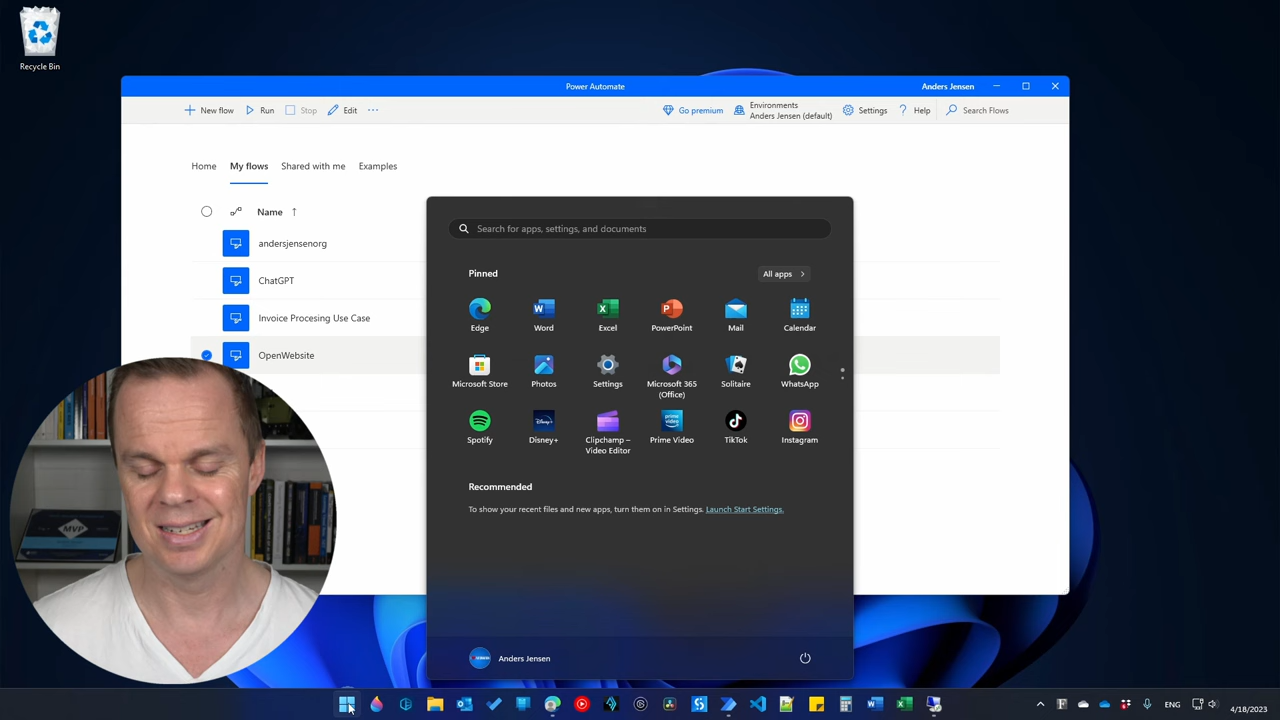 Recycle Bin
Power Automate
Anders Jensen
New flow
Run
Stop
Edit
Go premium
Environments
Anders Jensen (default)
Settings
Help
Search Flows
Home
My flows
Shared with me
Examples
Name
andersjensenorg
ChatGPT
Invoice Procesing Use Case
OpenWebsite
Search for apps, settings, and documents
Pinned
All apps
Edge
Word
Excel
PowerPoint
Mail
Calendar
Microsoft Store
Photos
Settings
Microsoft 365
(Office)
Solitaire
WhatsApp
Spotify
Disney+
Clipchamp –
Video Editor
Prime Video
TikTok
Instagram
Recommended
To show your recent files and new apps, turn them on in Settings. Launch Start Settings.
Anders Jensen
MVP
ENG
4/18/2023